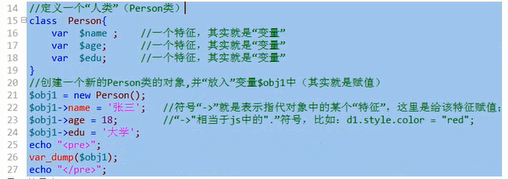 14 //定义一个“人类”（Person类）
15 class  Person{
16 var  $name ;   //一个特征，其实就是“变量”
17 var  $age;     //一个特征，其实就是“变量”
18 var  $edu;     //一个特征，其实就是“变量”
19 }
20 //创建一个新的Person类的对象,并“放入”变量$obj1中（其实就是赋值）
21 $obj1 = new Person();
22 $obj1->name = '张三';   //符号“->”就是表示指代对象中的某个“特征”，这里是给该特征赋值;
23 $obj1->age = 18;       //“->”相当于js中的"."符号，比如: d1.style.color = "red";
24 $obj1->edu = '大学';
25 echo "<pre>";
26 var_dump($obj1);
27 echo "</pre>";